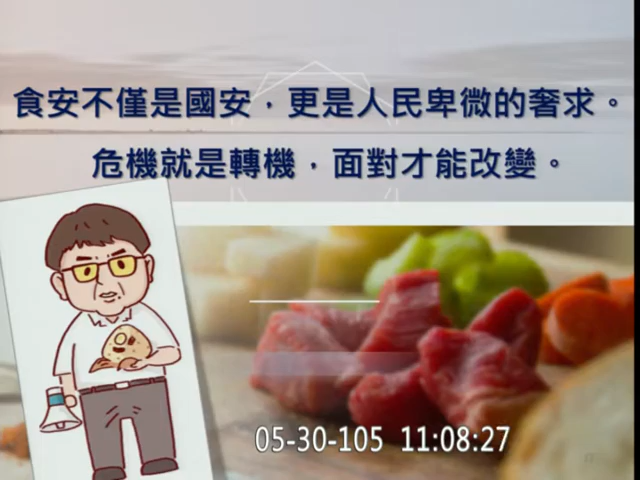 食安不僅是國安，更是人民卑微的奢求。
危機就是轉機，面對才能改變。
05-30-105 11:08:27